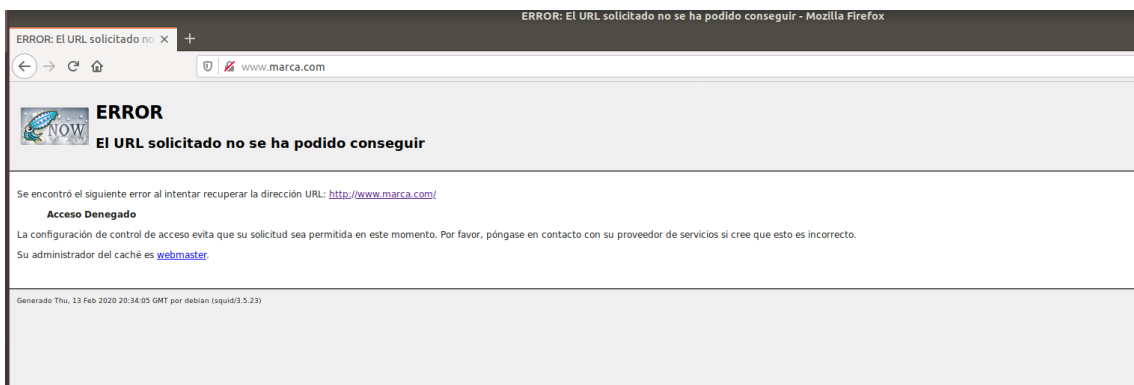 ERROR: El URL solicitado no se ha podido conseguir - Mozilla Firefox
ERROR: El URL solicitado no
www.marca.com
NOW
ERROR
El URL solicitado no se ha podido conseguir
Se encontró el siguiente error al intentar recuperar la dirección URL: http://www.marca.com/
Acceso Denegado
La configuración de control de acceso evita que su solicitud sea permitida en este momento. Por favor, póngase en contacto con su proveedor de servicios si cree que esto es incorrecto.
Su administrador del caché es webmaster.
Generado Thu, 13 Feb 2020 20:34:05 GMT por debian (squid/3.5.23)